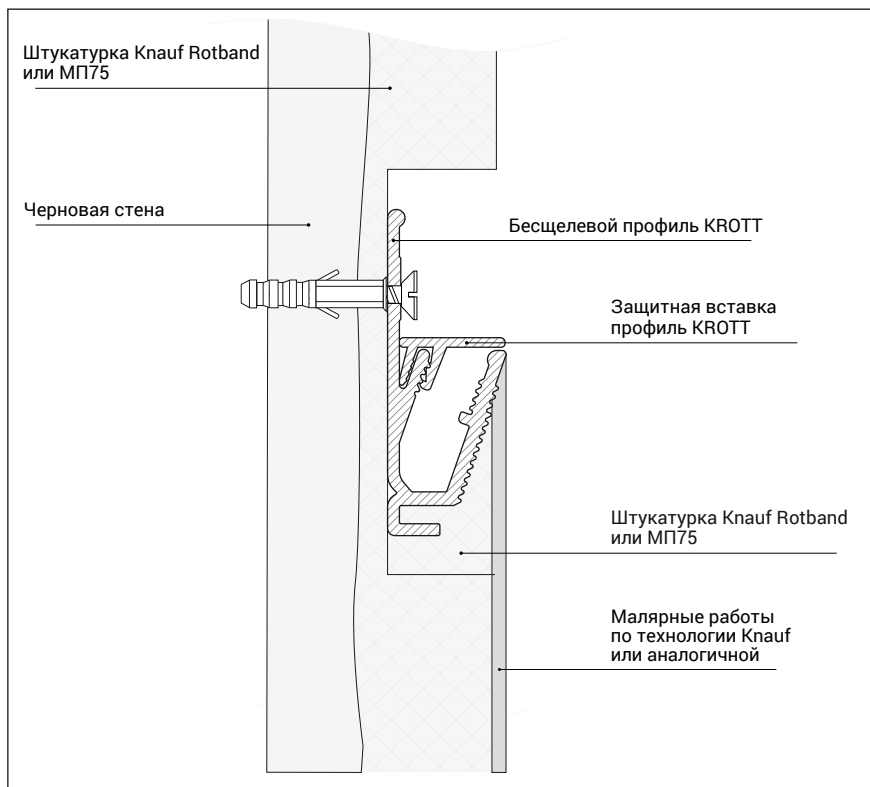 Штукатурка Knauf Rotband
или МП75
Черновая стена
Бесщелевой профиль KROTT
Защитная вставка
профиль KROTT
Штукатурка Knauf Rotband
или МП75
Малярные работы
по технологии Knauf
или аналогичной